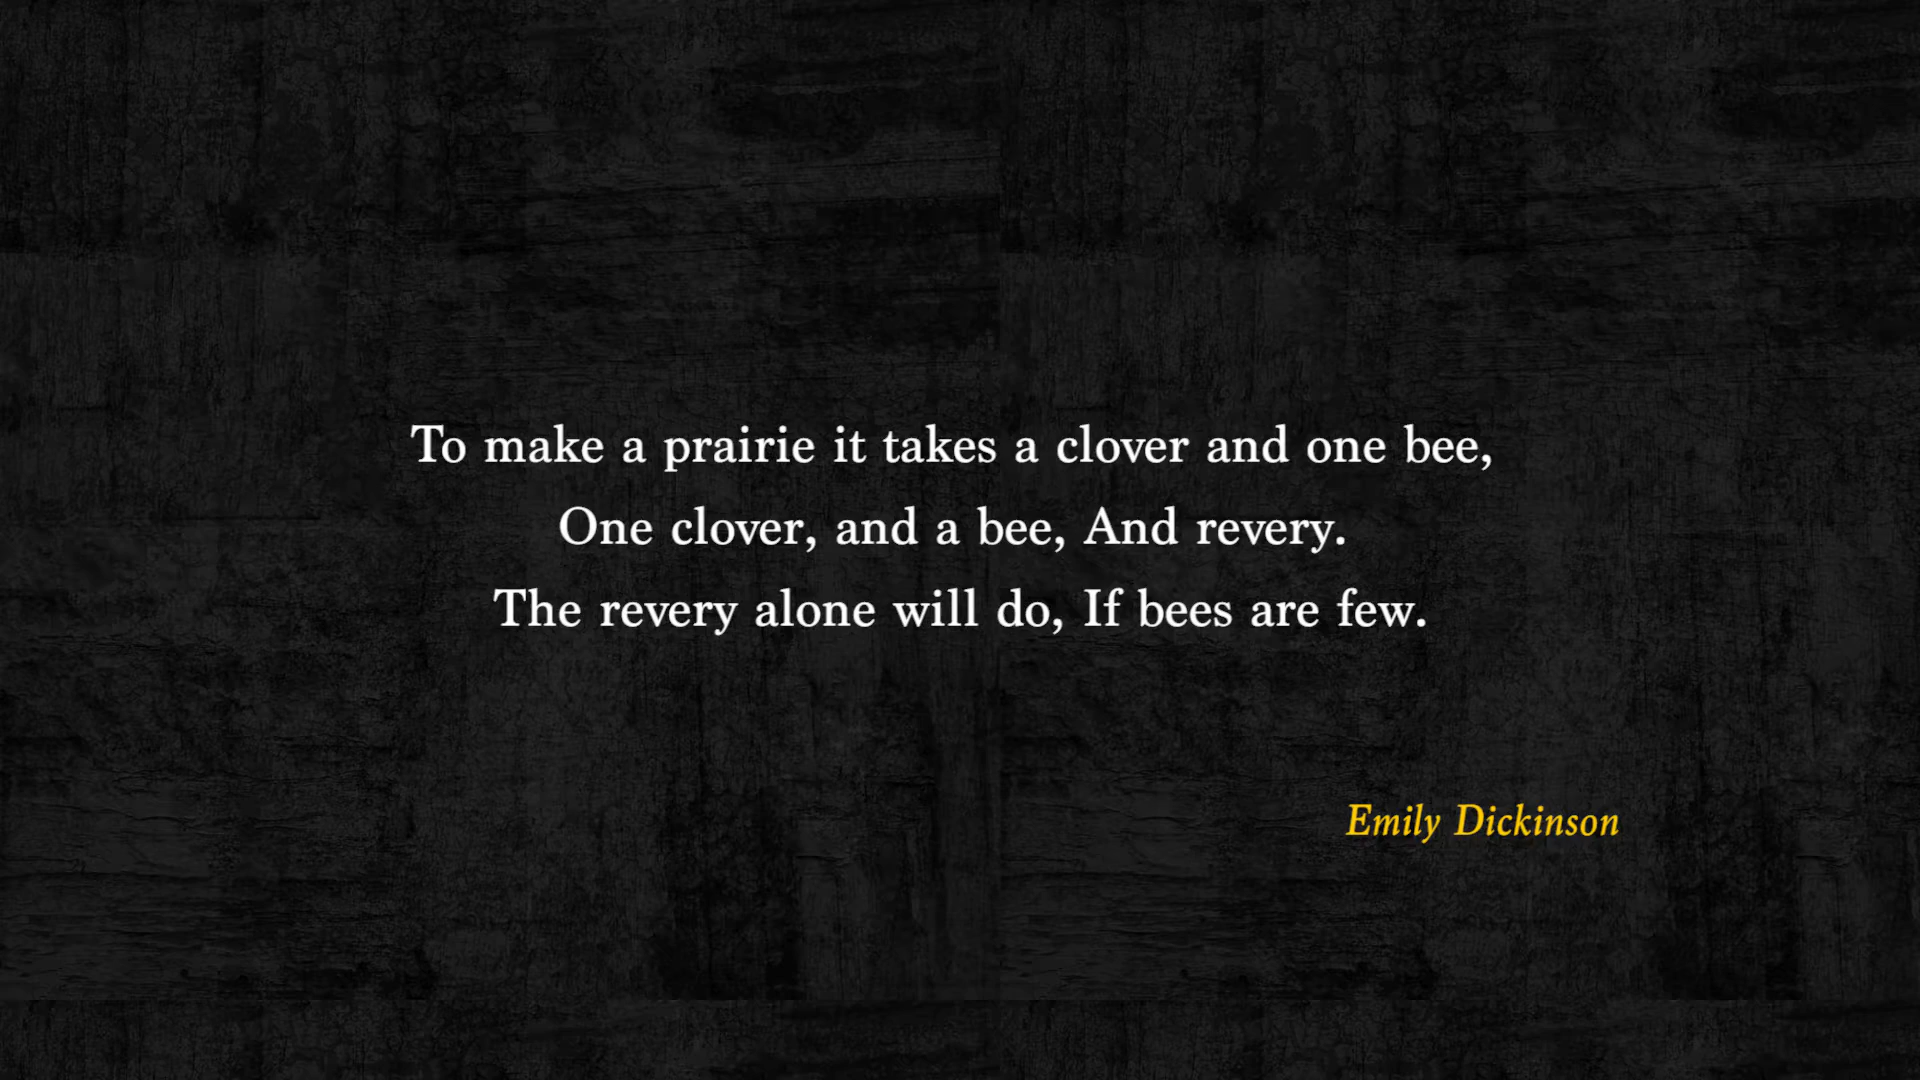 To make a prairie it takes a clover and one bee,
One clover, and a bee, And revery.
The revery alone will do, If bees are few.
Emily Dickinson